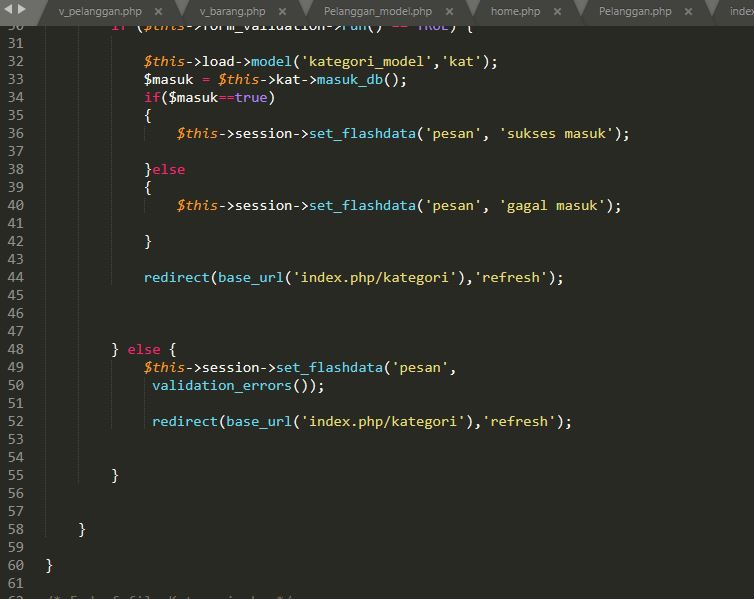 v_pelanggan.php × v_barang.php × Pelanggan_model.php × home.php × Pelanggan.php × index
30 if ($this->form_validation->run() == TRUE) {
31
32 $this->load->model('kategori_model','kat');
33 $masuk = $this->kat->masuk_db();
34 if($masuk==true)
35 {
36 $this->session->set_flashdata('pesan', 'sukses masuk');
37
38 }else
39 {
40 $this->session->set_flashdata('pesan', 'gagal masuk');
41
42 }
43
44 redirect(base_url('index.php/kategori'),'refresh');
45
46
47
48 } else {
49 $this->session->set_flashdata('pesan',
50 validation_errors());
51
52 redirect(base_url('index.php/kategori'),'refresh');
53
54
55 }
56
57
58 }
59
60 }
61
62